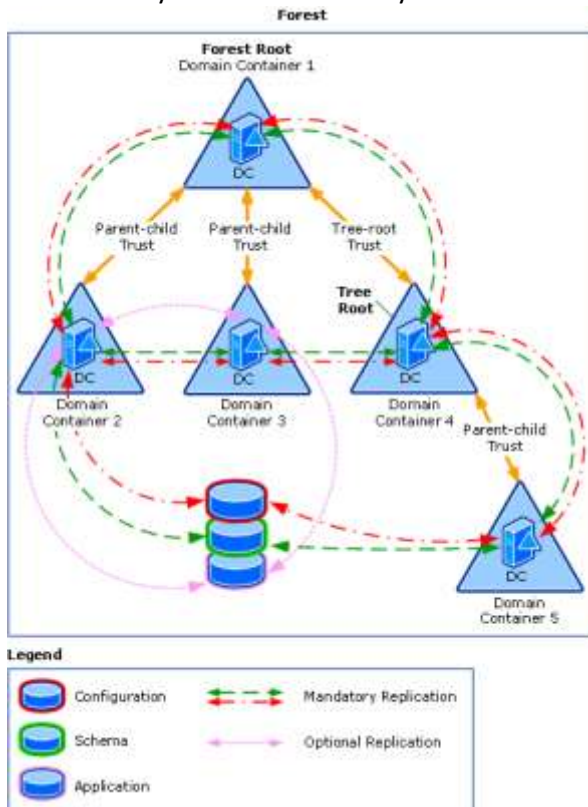 Forest
Forest Root
Domain Container 1
DC
Parent-child
Trust
Parent-child
Trust
Tree-root
Trust
Tree
Root
DC
DC
DC
Domain
Container 2
Domain
Container 3
Domain
Container 4
Parent-child
Trust
DC
Domain
Container 5
Legend
Configuration
Mandatory Replication
Schema
Optional Replication
Application